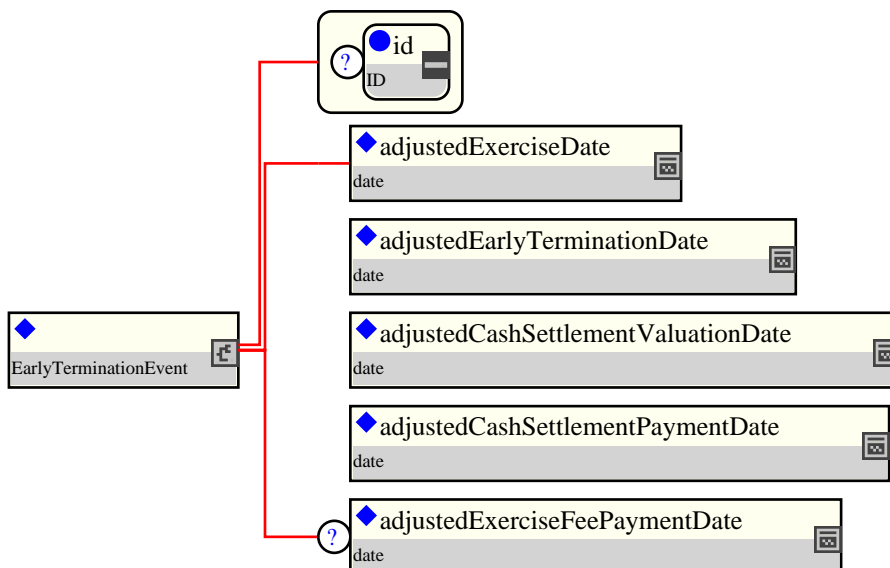 id
?
ID
adjustedExerciseDate
date
adjustedEarlyTerminationDate
date
EarlyTerminationEvent
adjustedCashSettlementValuationDate
date
adjustedCashSettlementPaymentDate
date
adjustedExerciseFeePaymentDate
?
date